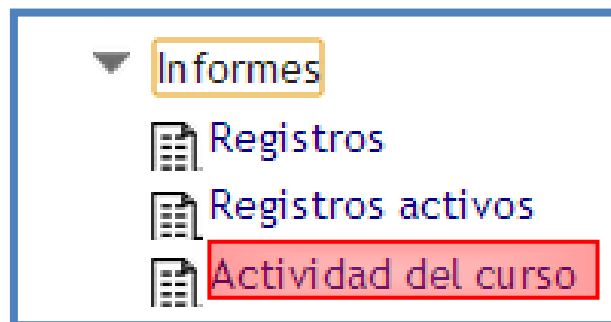 Informes
Registros
Registros activos
Actividad del curso